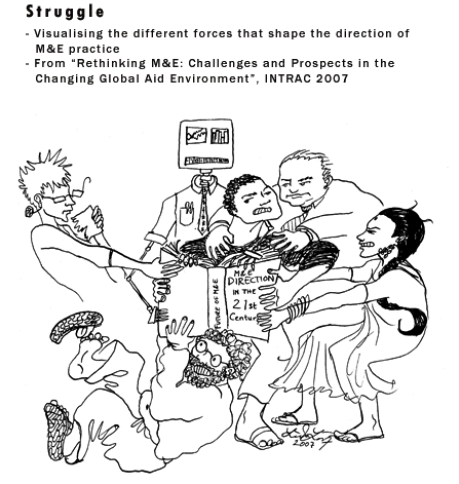 Struggle
- Visualising the different forces that shape the direction of
M&E practice
- From “Rethinking M&E: Challenges and Prospects in the
Changing Global Aid Environment”, INTRAC 2007
FUTURE OF M&E
M&E
DIRECTION
IN THE
21st
Century
2007